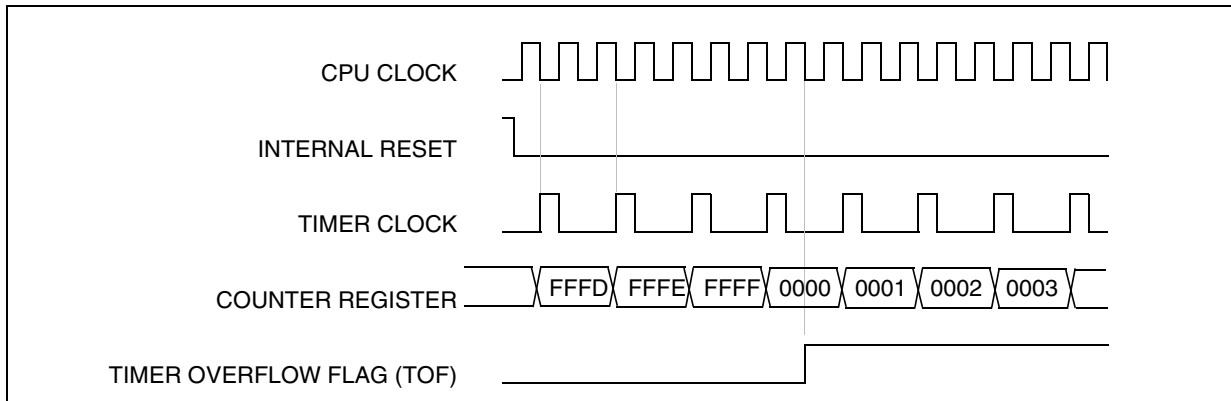 CPU CLOCK
INTERNAL RESET
TIMER CLOCK
COUNTER REGISTER
FFFD FFFE FFFF 0000 0001 0002 0003
TIMER OVERFLOW FLAG (TOF)